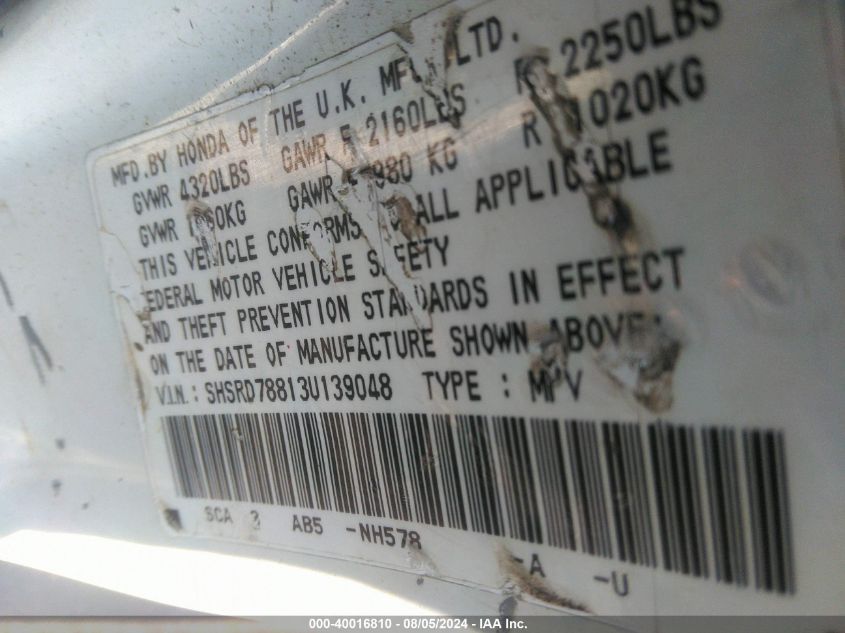 MFD.BY HONDA OF THE U.K. MFG. LTD.
GVWR 4320LBS GAWR F 2160LBS R 2250LBS
GVWR KG GAWR F 980 KG R 1020KG
THIS VEHICLE CONFORMS ALL APPLICABLE
FEDERAL MOTOR VEHICLE SAFETY
AND THEFT PREVENTION STANDARDS IN EFFECT
ON THE DATE OF MANUFACTURE SHOWN ABOVE
V.I.N.: SHSRD78813U139048 TYPE : MPV
SCA 3 AB5 -NH578 -A -U
000-40016810 - 08/05/2024 - IAA Inc.